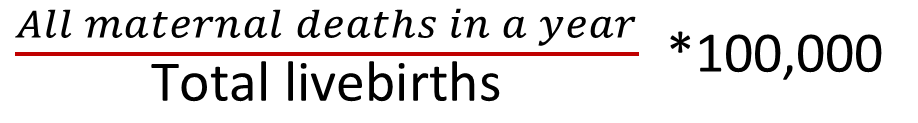 All maternal deaths in a year
Total livebirths
*100,000